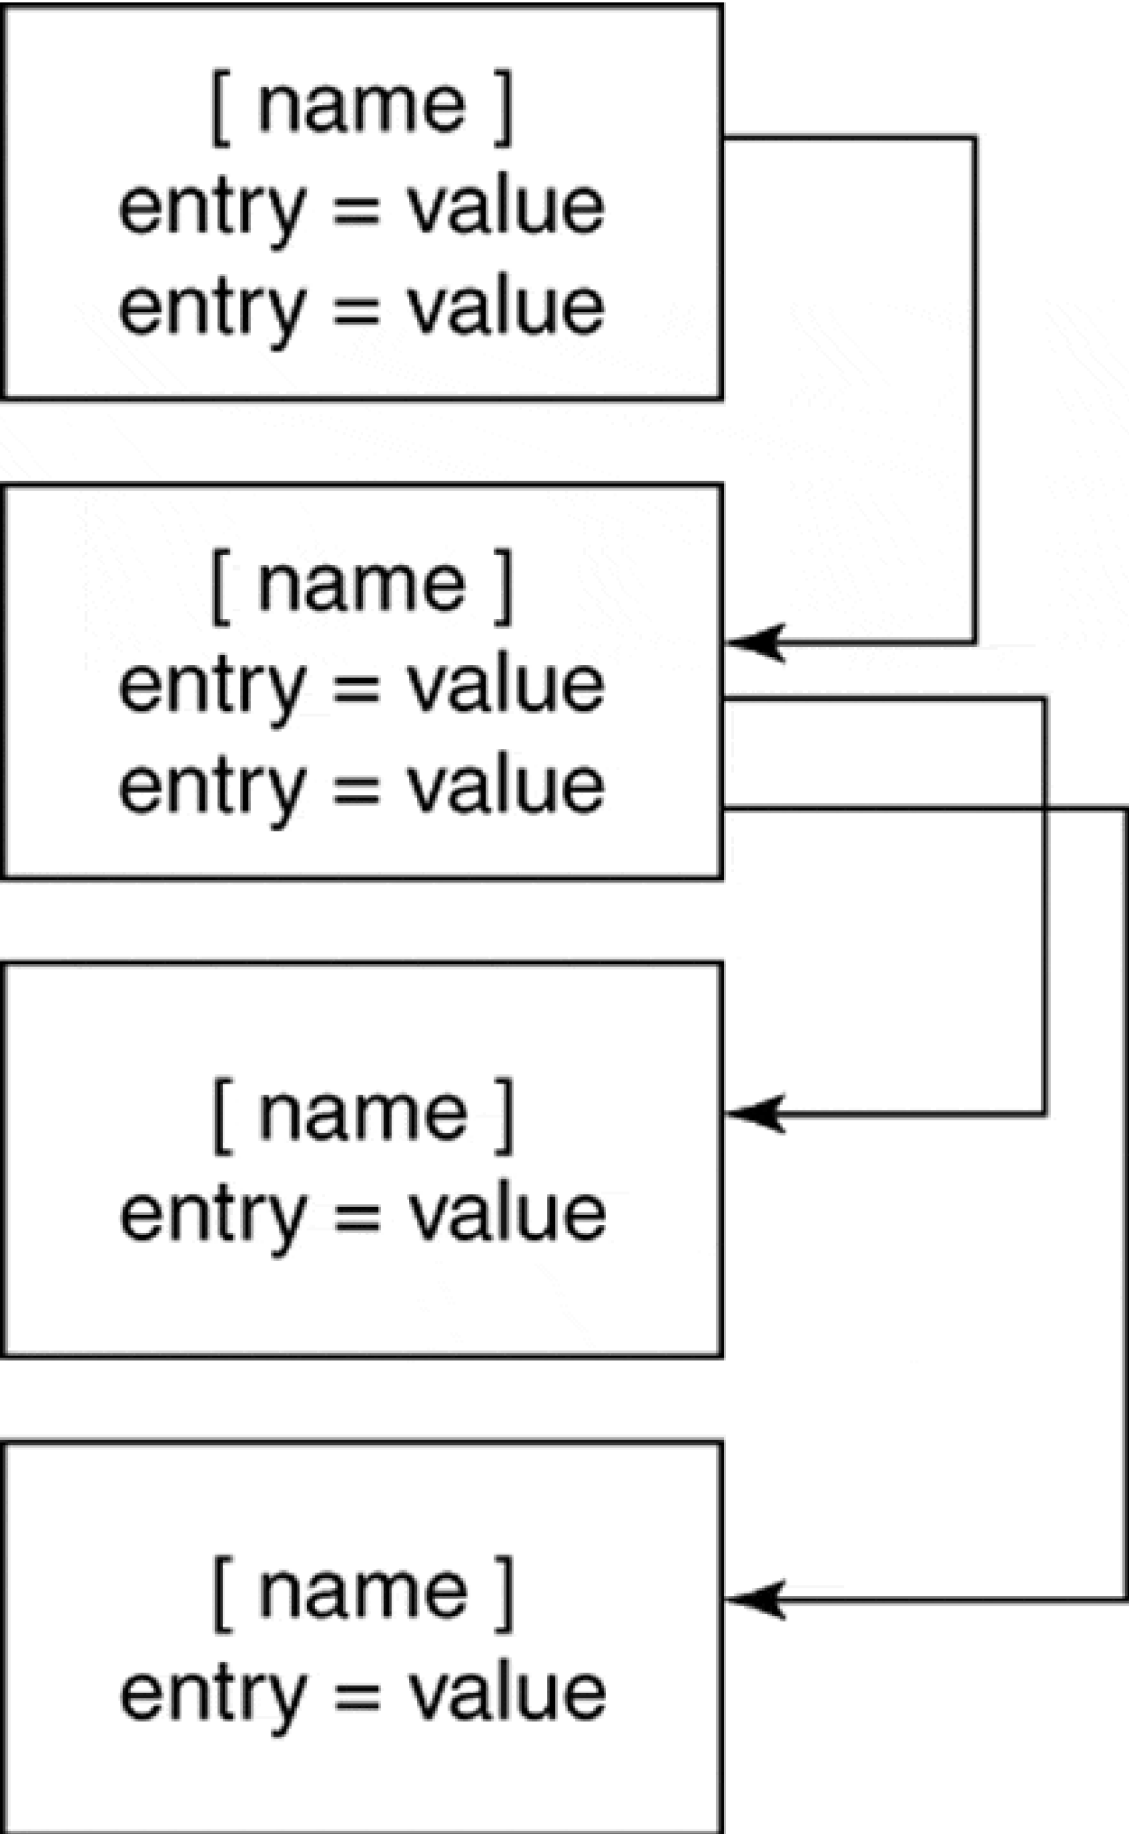 [ name ]
entry = value
entry = value
[ name ]
entry = value
entry = value
[ name ]
entry = value
[ name ]
entry = value